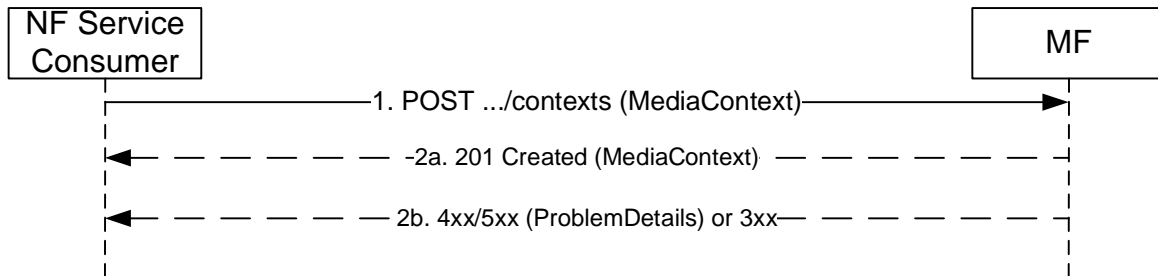 NF Service
Consumer
MF
1. POST .../contexts (MediaContext)
2a. 201 Created (MediaContext)
2b. 4xx/5xx (ProblemDetails) or 3xx